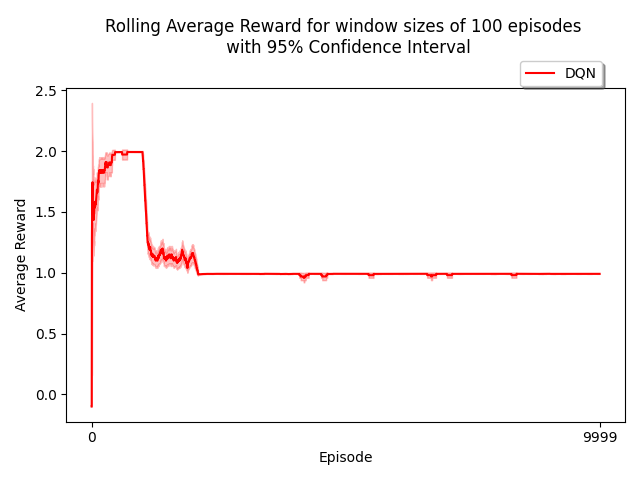 Rolling Average Reward for window sizes of 100 episodes
with 95% Confidence Interval
DQN
2.5
2.0
1.5
1.0
0.5
0.0
Average Reward
0
9999
Episode